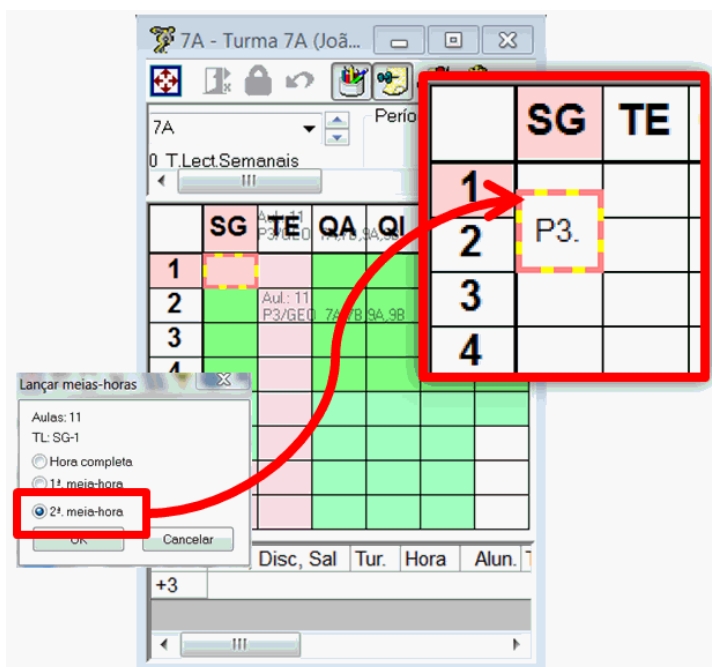 7A - Turma 7A (Joã...
7A
Perío
0 T.Lect.Semanais
SG TE QA QI
1
2
3
4
Aul.: 11
P3/GEO 7A,7B,9A,9B
Aul.: 11
P3/GEO 7A,7B,9A,9B
SG TE
1
2 P3.
3
4
Lançar meias-horas
Aulas: 11
TL: SG-1
Hora completa
1ª. meia-hora
2ª. meia-hora
OK Cancelar
Disc, Sal Tur. Hora Alun.
+3